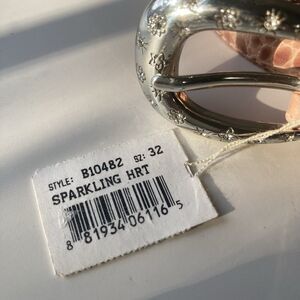 STYLE: B10482 SZ: 32
SPARKLING HRT
8 81934 06116 5